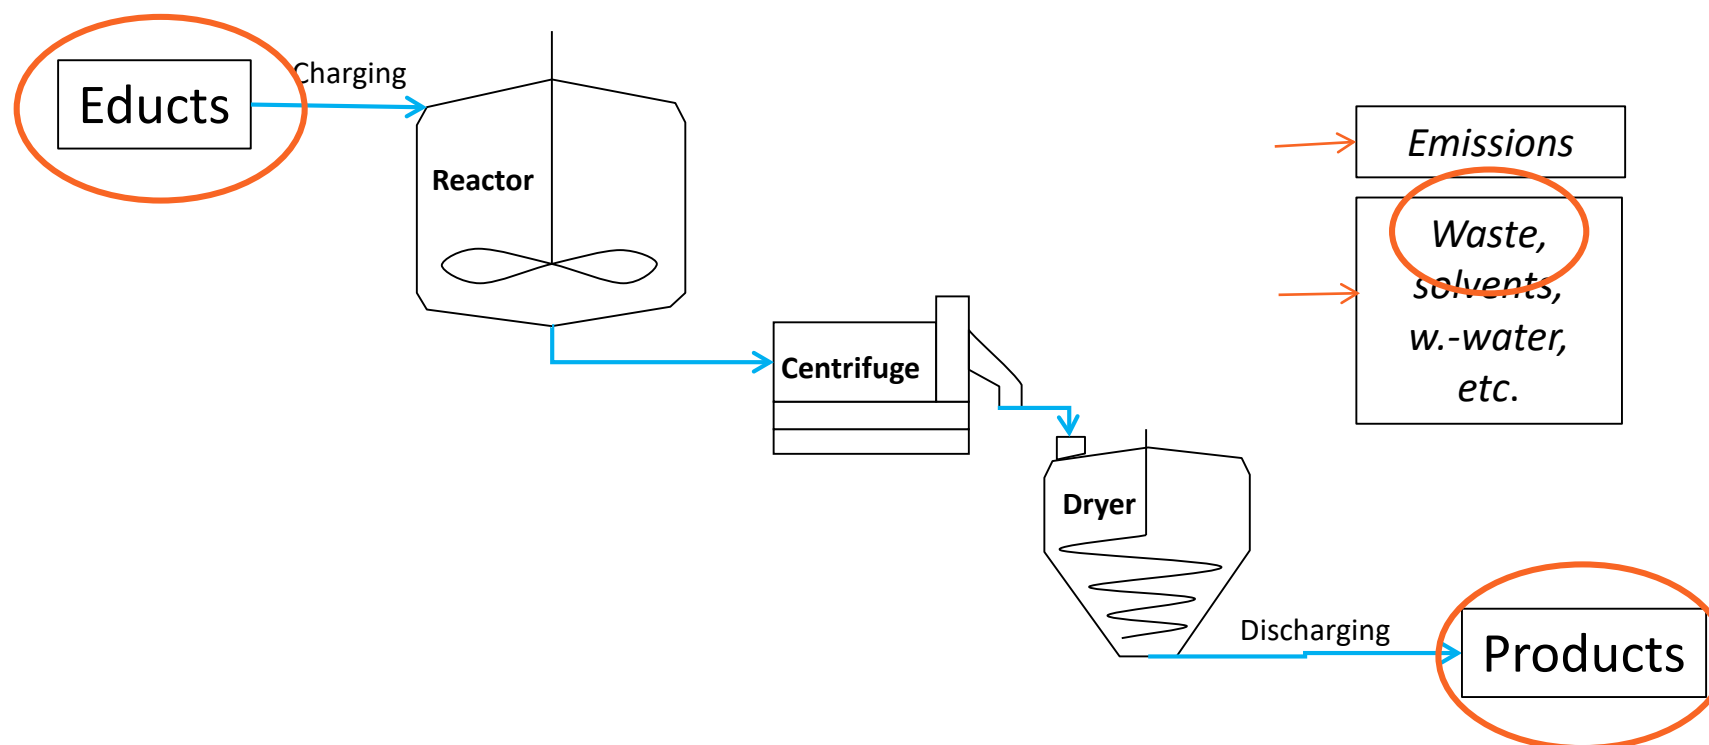 Educts
Charging
Reactor
Emissions
Waste,
solvents,
w.-water,
etc.
Centrifuge
Dryer
Discharging
Products